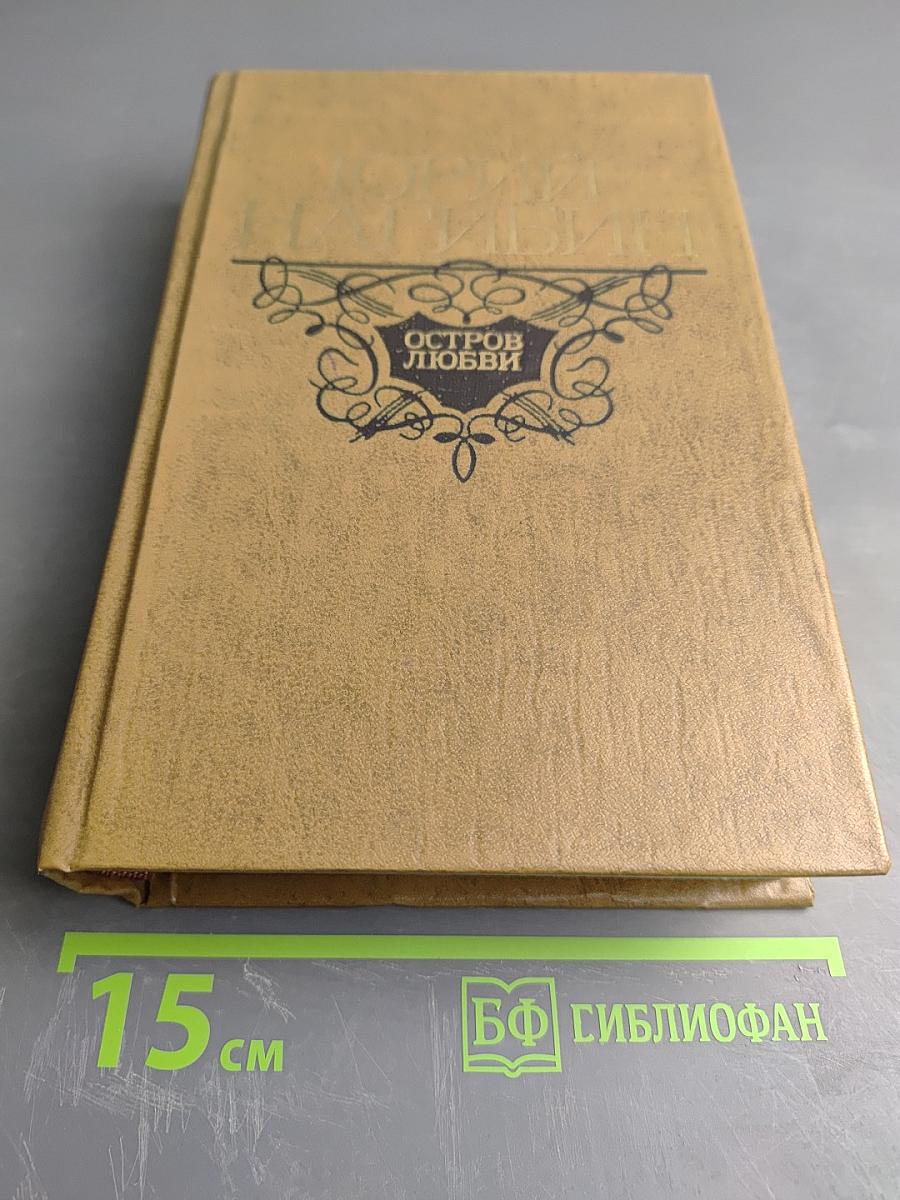 ЮРИЙ
НАГИБИН
ОСТРОВ
ЛЮБВИ
15 см
БФ БИБЛИОФАН